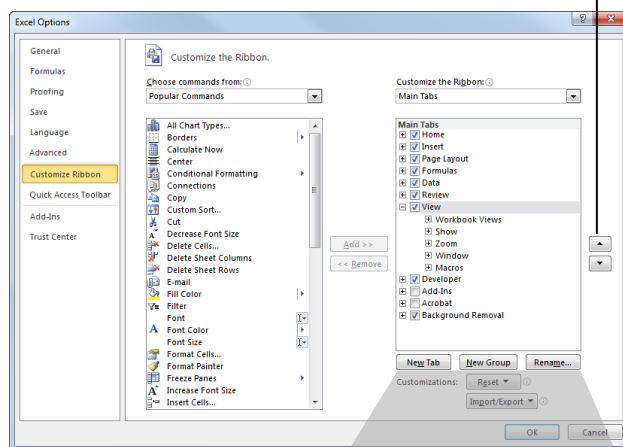 Excel Options
General
Formulas
Proofing
Save
Language
Advanced
Customize Ribbon
Quick Access Toolbar
Add-Ins
Trust Center
Customize the Ribbon.
Choose commands from:
Popular Commands
All Chart Types...
Borders
Calculate Now
Center
Conditional Formatting
Connections
Copy
Custom Sort...
Cut
Decrease Font Size
Delete Cells...
Delete Sheet Columns
Delete Sheet Rows
E-mail
Fill Color
Filter
Font
Font Color
Font Size
Format Cells...
Format Painter
Freeze Panes
Increase Font Size
Insert Cells...
Add >>
<< Remove
Customize the Ribbon:
Main Tabs
Main Tabs
Home
Insert
Page Layout
Formulas
Data
Review
View
Workbook Views
Show
Zoom
Window
Macros
Developer
Add-Ins
Acrobat
Background Removal
New Tab
New Group
Rename...
Customizations:
Reset
Import/Export
OK
Cancel